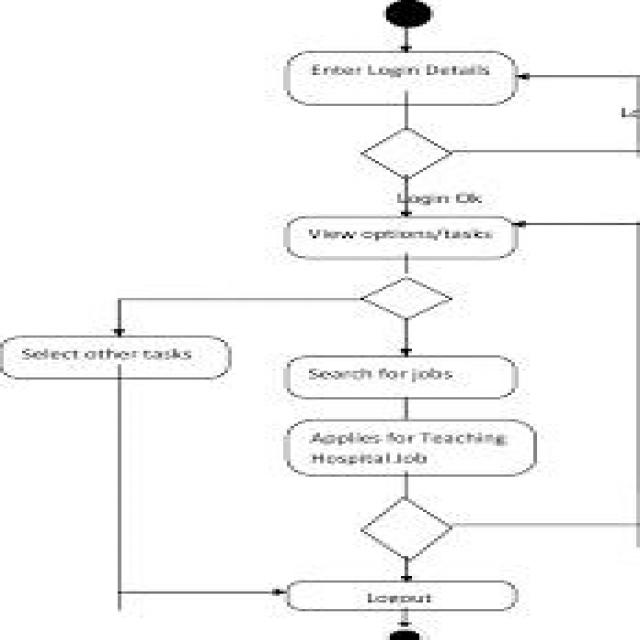 Enter Login Details
Login Ok
View options/tasks
Select other tasks
Search for jobs
Applies for Teaching
Hospital Job
Logout